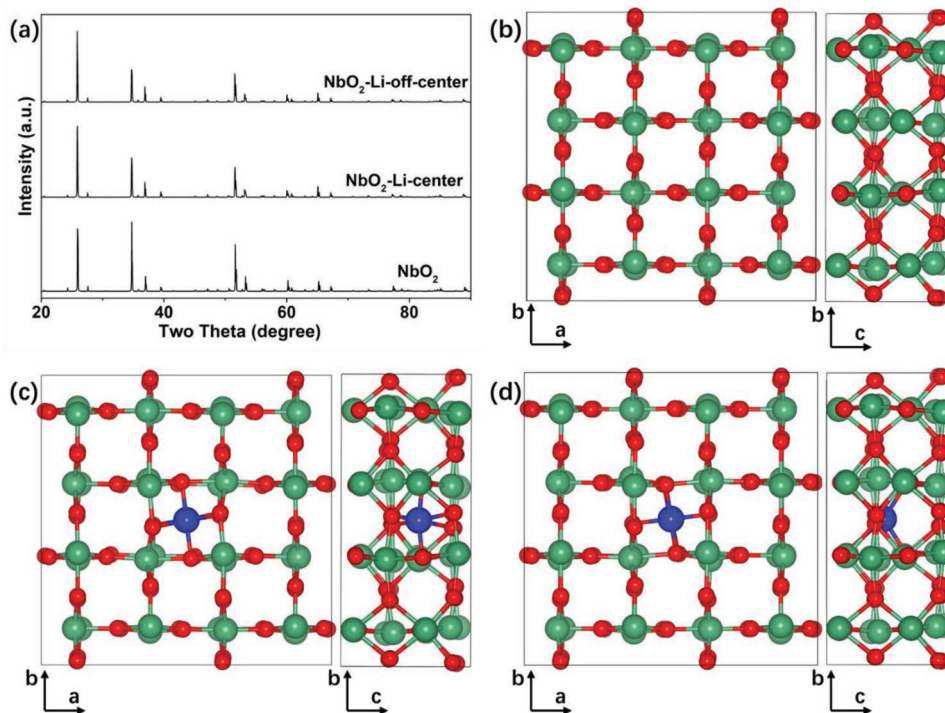 (a)
Intensity (a.u.)
NbO₂-Li-off-center
NbO₂-Li-center
NbO₂
20 40 60 80
Two Theta (degree)
(b)
b
a
b
c
(c)
b
a
b
c
(d)
b
a
b
c